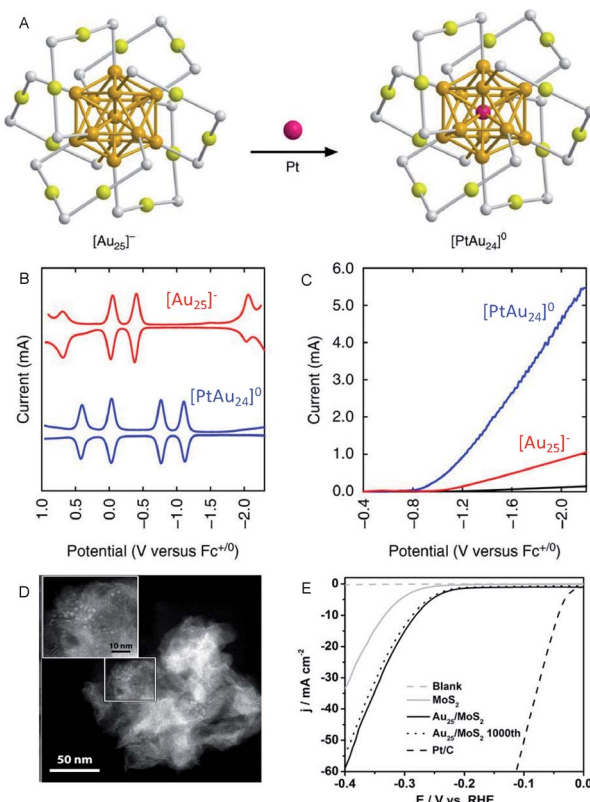 A
Pt
[Au₂₅]⁻
[PtAu₂₄]⁰
B
[Au₂₅]⁻
[PtAu₂₄]⁰
Current (mA)
1.0 0.5 0.0 −0.5 −1.0 −1.5 −2.0
Potential (V versus Fc⁺/⁰)
C
6.0
5.0
4.0
3.0
2.0
1.0
0.0
[PtAu₂₄]⁰
[Au₂₅]⁻
Current (mA)
−0.4 −0.8 −1.2 −1.6 −2.0
Potential (V versus Fc⁺/⁰)
D
10 nm
50 nm
E
0
-10
-20
-30
-40
-50
-60
j / mA cm⁻²
Blank
MoS₂
Au₂₅/MoS₂
Au₂₅/MoS₂ 1000th
Pt/C
-0.4 -0.3 -0.2 -0.1 0.0
E / V vs. RHE